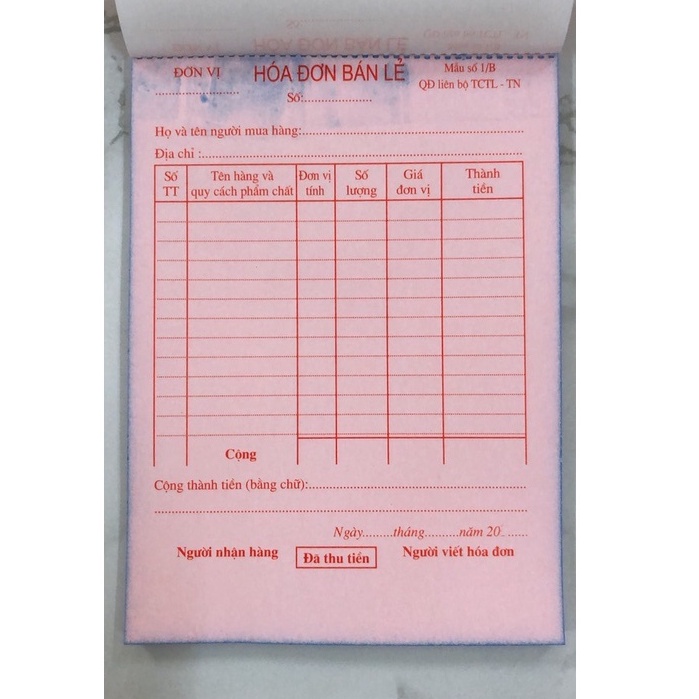 ĐƠN VỊ
HÓA ĐƠN BÁN LẺ
Mẫu số 1/B
QĐ liên bộ TCTL - TN
Số:
Họ và tên người mua hàng:
Địa chỉ :
Số TT
Tên hàng và quy cách phẩm chất
Đơn vị tính
Số lượng
Giá đơn vị
Thành tiền
Cộng
Cộng thành tiền (bằng chữ):
Ngày.........tháng..........năm 20
Người nhận hàng
Đã thu tiền
Người viết hóa đơn